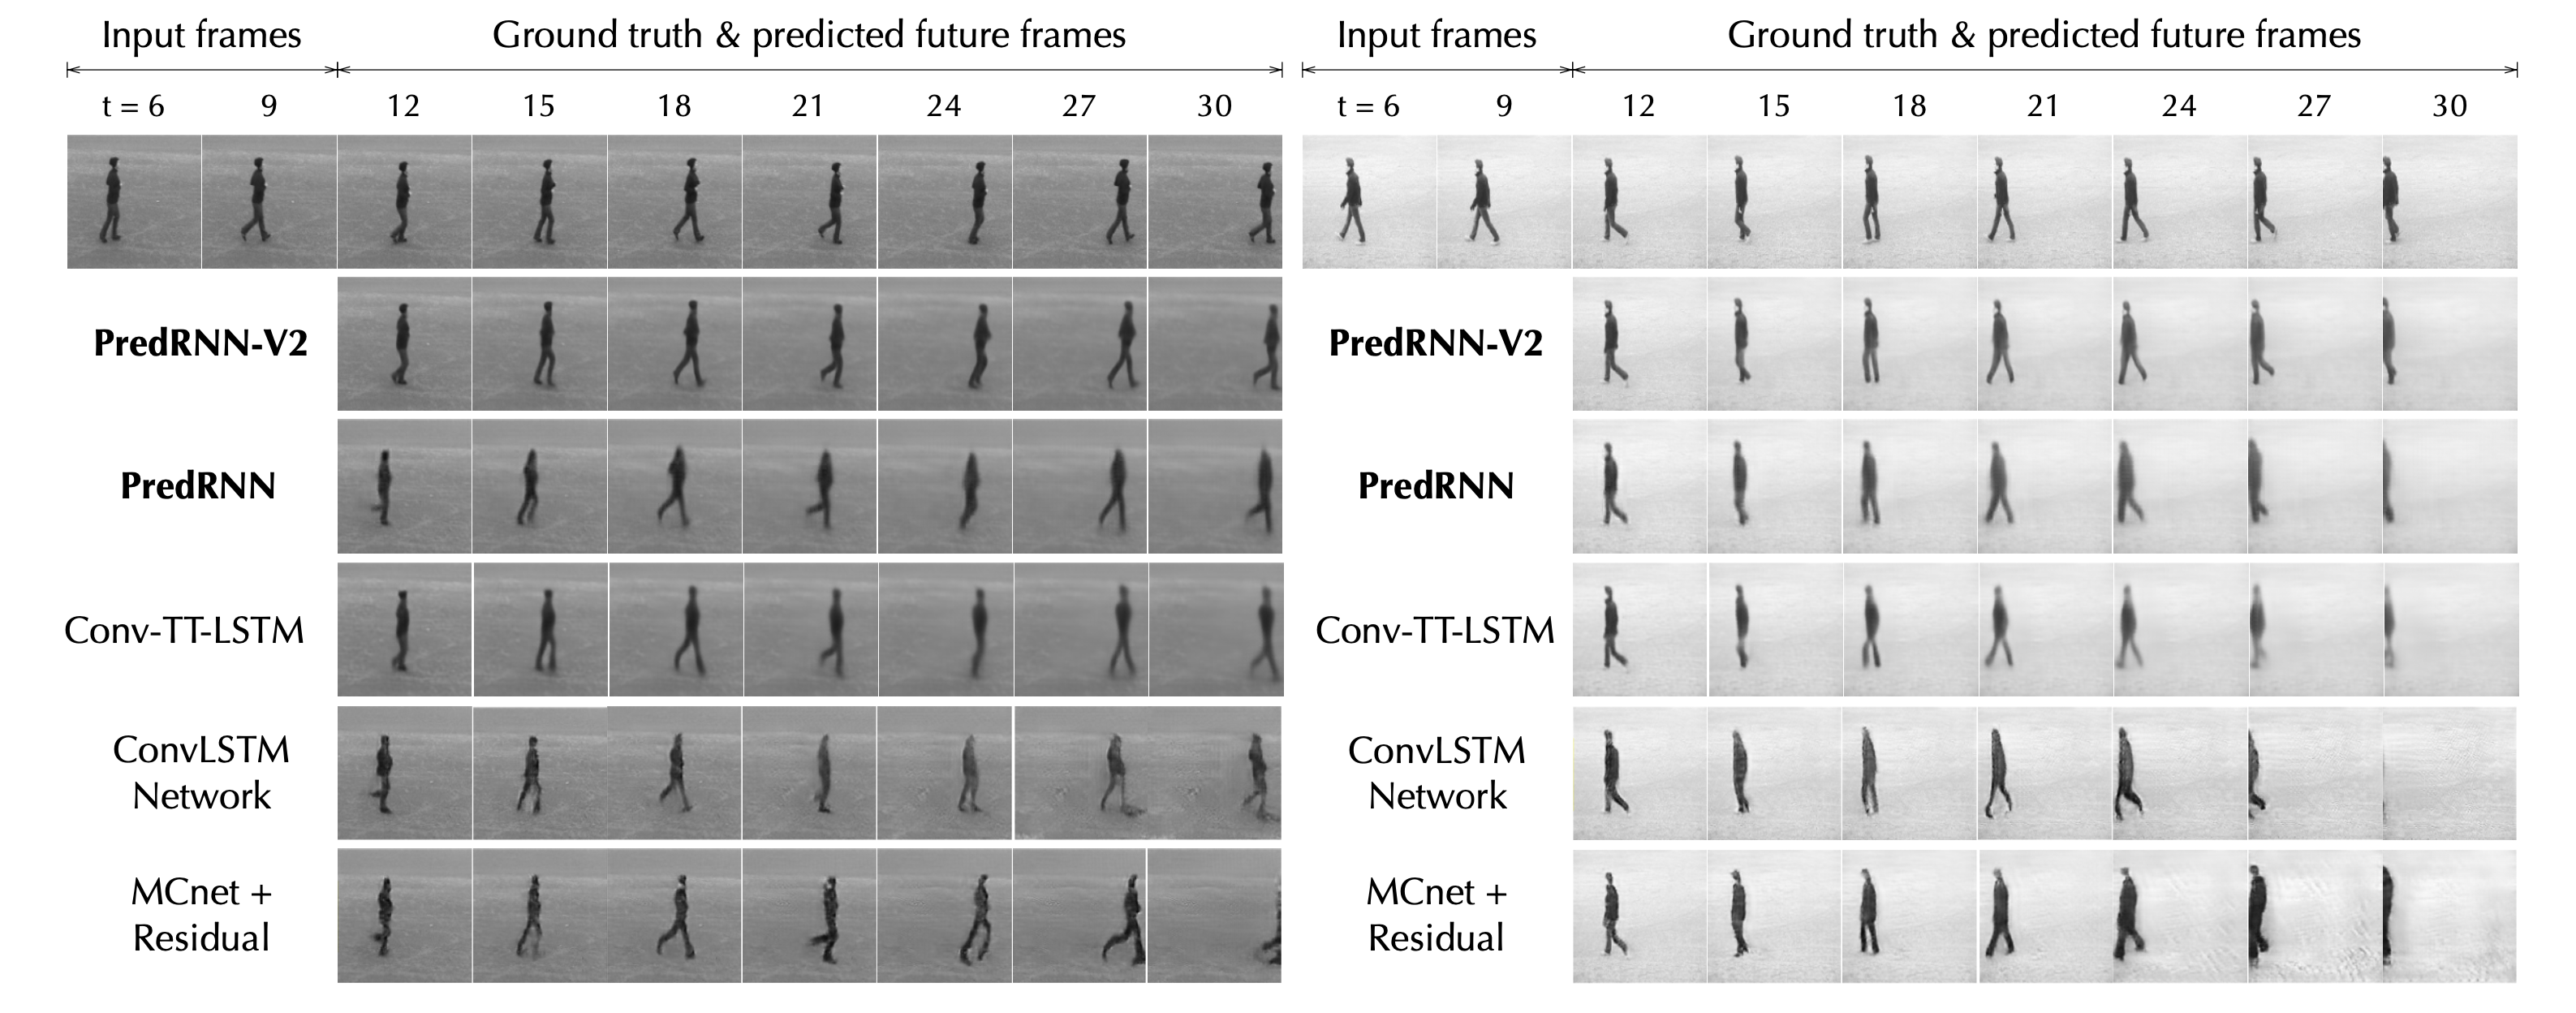 Input frames
Ground truth & predicted future frames
t = 6 9 12 15 18 21 24 27 30
PredRNN-V2
PredRNN
Conv-TT-LSTM
ConvLSTM
Network
MCnet +
Residual
Input frames
Ground truth & predicted future frames
t = 6 9 12 15 18 21 24 27 30
PredRNN-V2
PredRNN
Conv-TT-LSTM
ConvLSTM
Network
MCnet +
Residual